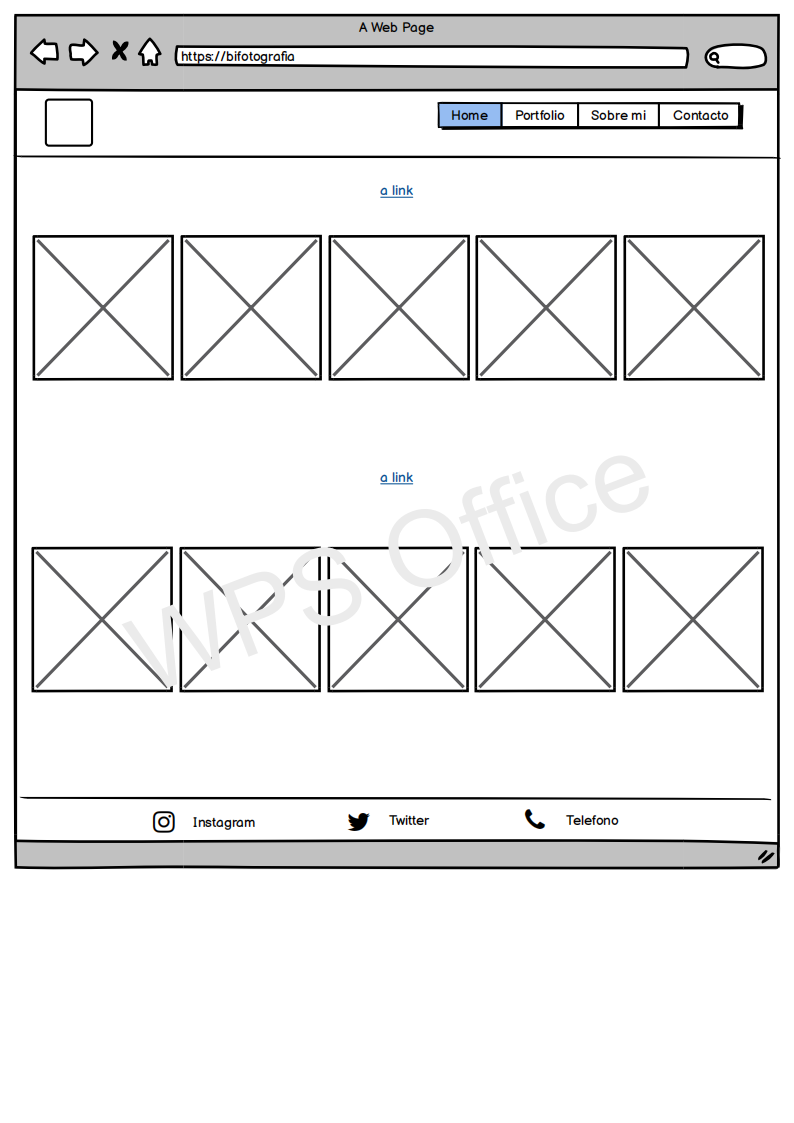 A Web Page
https://bifotografia
Home Portfolio Sobre mi Contacto
a link
a link
WPS Office
Instagram Twitter Telefono